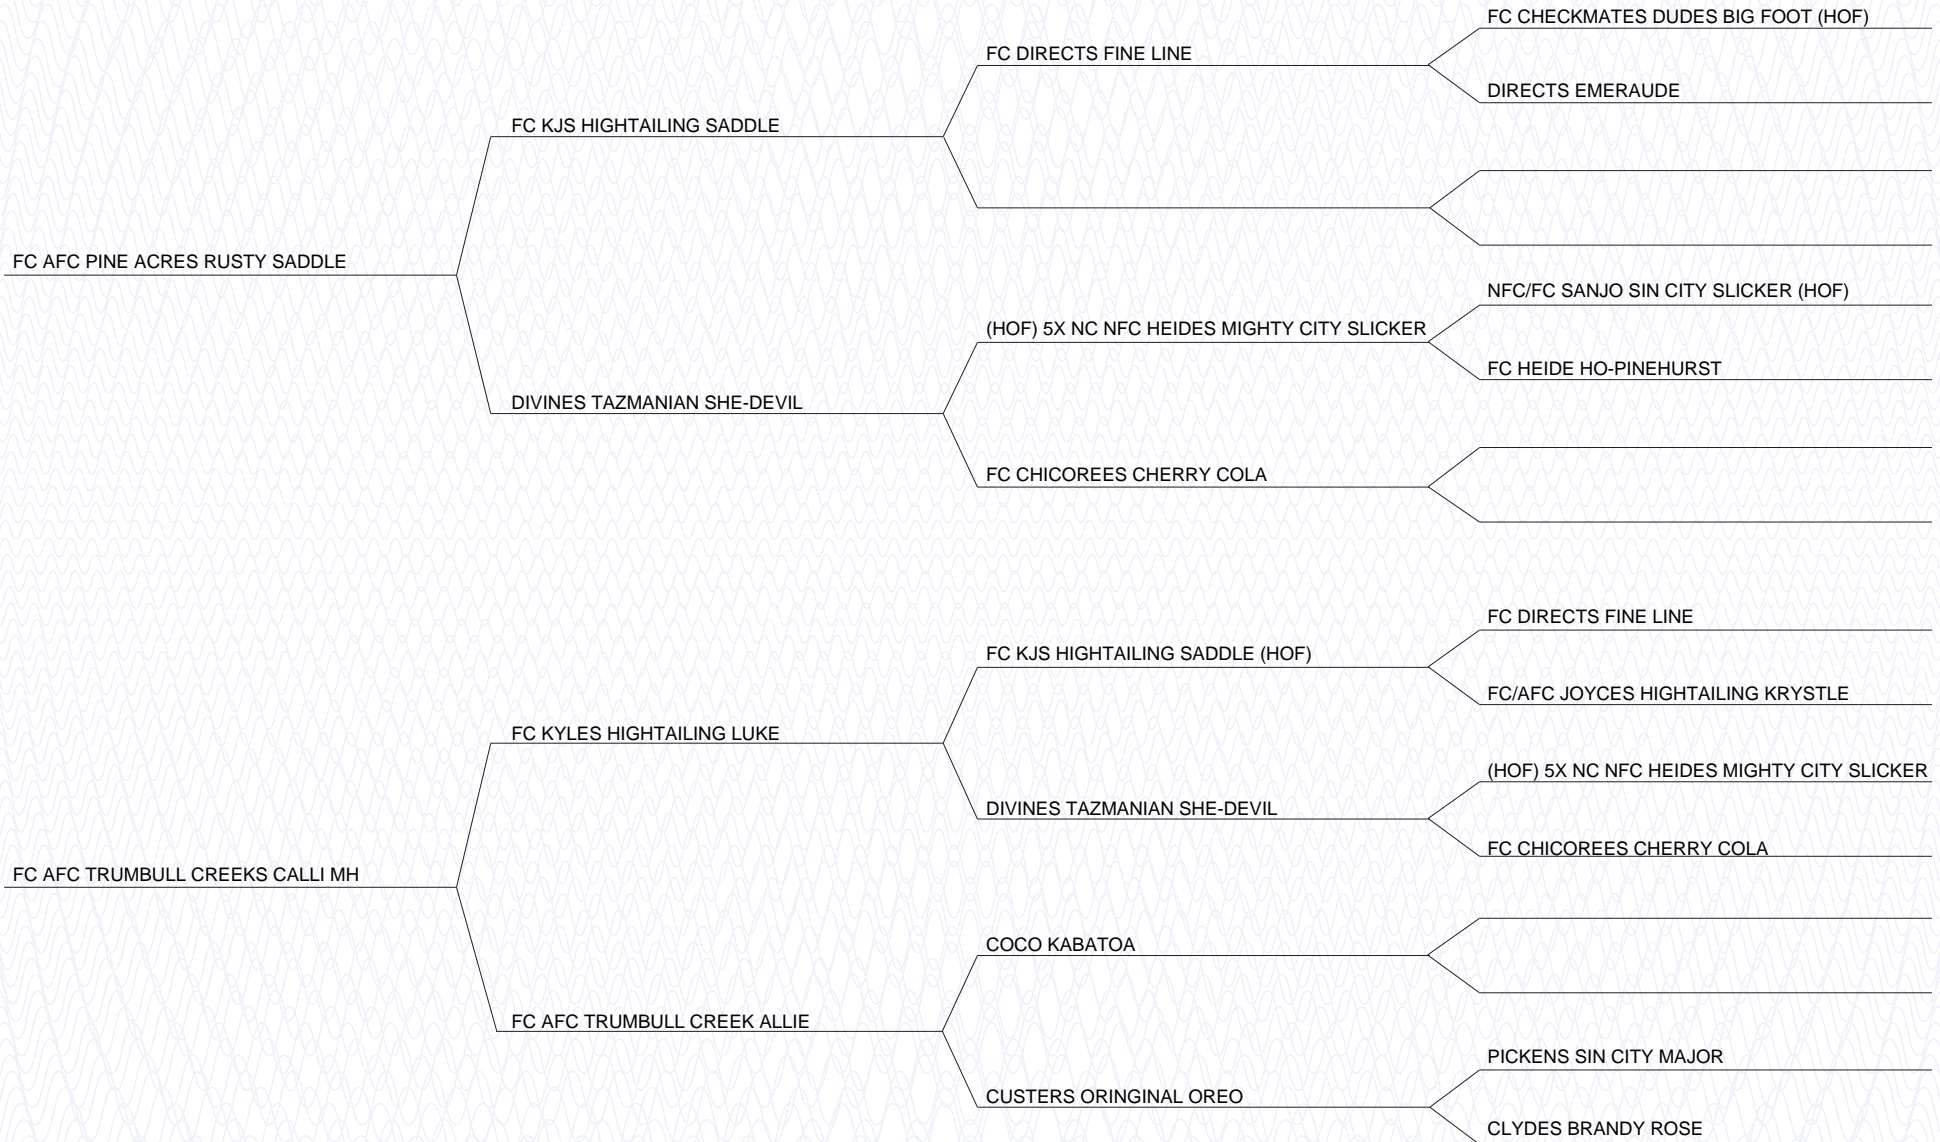 FC CHECKMATES DUDES BIG FOOT (HOF)
FC DIRECTS FINE LINE
DIRECTS EMERAUDE
FC KJS HIGHTAILING SADDLE
FC AFC PINE ACRES RUSTY SADDLE
NFC/FC SANJO SIN CITY SLICKER (HOF)
(HOF) 5X NC NFC HEIDES MIGHTY CITY SLICKER
FC HEIDE HO-PINEHURST
DIVINES TAZMANIAN SHE-DEVIL
FC CHICOREES CHERRY COLA
FC DIRECTS FINE LINE
FC KJS HIGHTAILING SADDLE (HOF)
FC/AFC JOYCES HIGHTAILING KRYSTLE
FC KYLES HIGHTAILING LUKE
(HOF) 5X NC NFC HEIDES MIGHTY CITY SLICKER
DIVINES TAZMANIAN SHE-DEVIL
FC CHICOREES CHERRY COLA
FC AFC TRUMBULL CREEKS CALLI MH
COCO KABATOA
FC AFC TRUMBULL CREEK ALLIE
PICKENS SIN CITY MAJOR
CUSTERS ORINGINAL OREO
CLYDES BRANDY ROSE